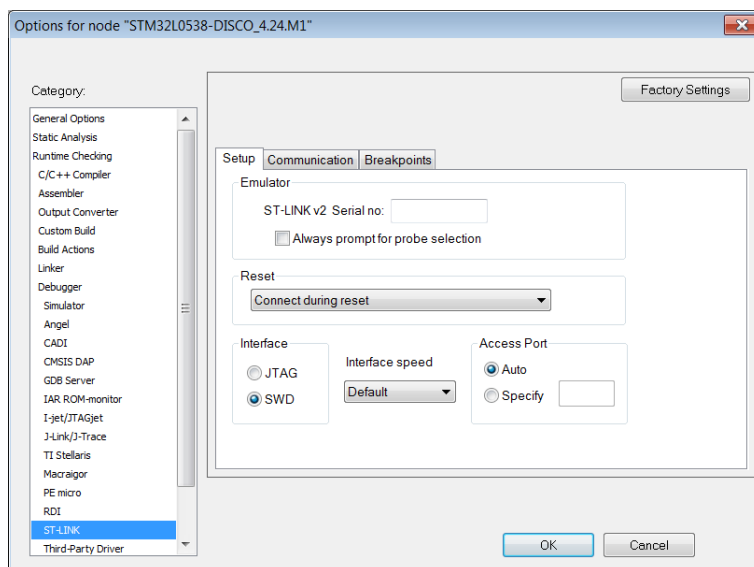 Options for node "STM32L0538-DISCO_4.24.M1"
Category:
Factory Settings
General Options
Static Analysis
Runtime Checking
C/C++ Compiler
Assembler
Output Converter
Custom Build
Build Actions
Linker
Debugger
Simulator
Angel
CADI
CMSIS DAP
GDB Server
IAR ROM-monitor
I-jet/JTAGjet
J-Link/J-Trace
TI Stellaris
Macraigor
PE micro
RDI
ST-LINK
Third-Party Driver
Setup Communication Breakpoints
Emulator
ST-LINK v2 Serial no:
Always prompt for probe selection
Reset
Connect during reset
Interface
JTAG
SWD
Interface speed
Default
Access Port
Auto
Specify
OK Cancel